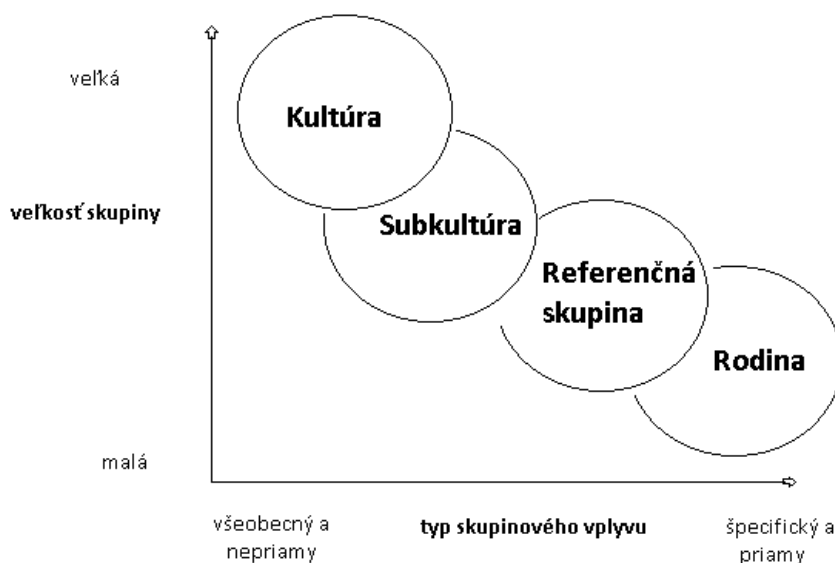 veľká
Kultúra
veľkosť skupiny
Subkultúra
Referenčná
skupina
Rodina
malá
všeobecný a
nepriamy
typ skupinového vplyvu
špecifický a
priamy